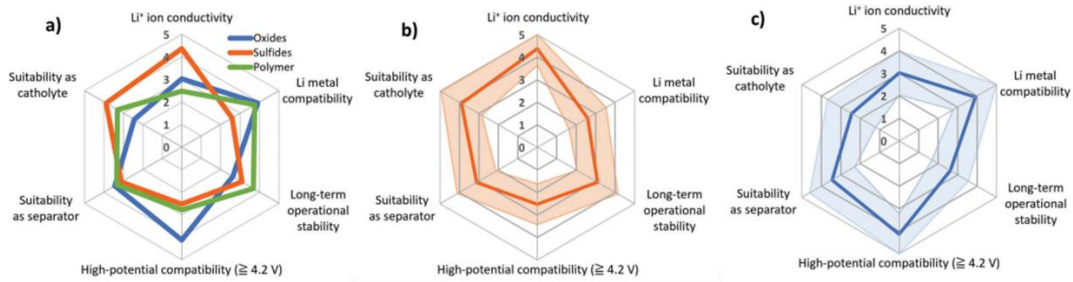 a)
Li⁺ ion conductivity
5
4
3
2
1
0
Oxides
Sulfides
Polymer
Suitability as
catholyte
Li metal
compatibility
Suitability
as separator
Long-term
operational
stability
High-potential compatibility (≧ 4.2 V)
b)
Li⁺ ion conductivity
5
4
3
2
1
0
Suitability as
catholyte
Li metal
compatibility
Suitability
as separator
Long-term
operational
stability
High-potential compatibility (≧ 4.2 V)
c)
Li⁺ ion conductivity
5
4
3
2
1
0
Suitability as
catholyte
Li metal
compatibility
Suitability
as separator
Long-term
operational
stability
High-potential compatibility (≧ 4.2 V)